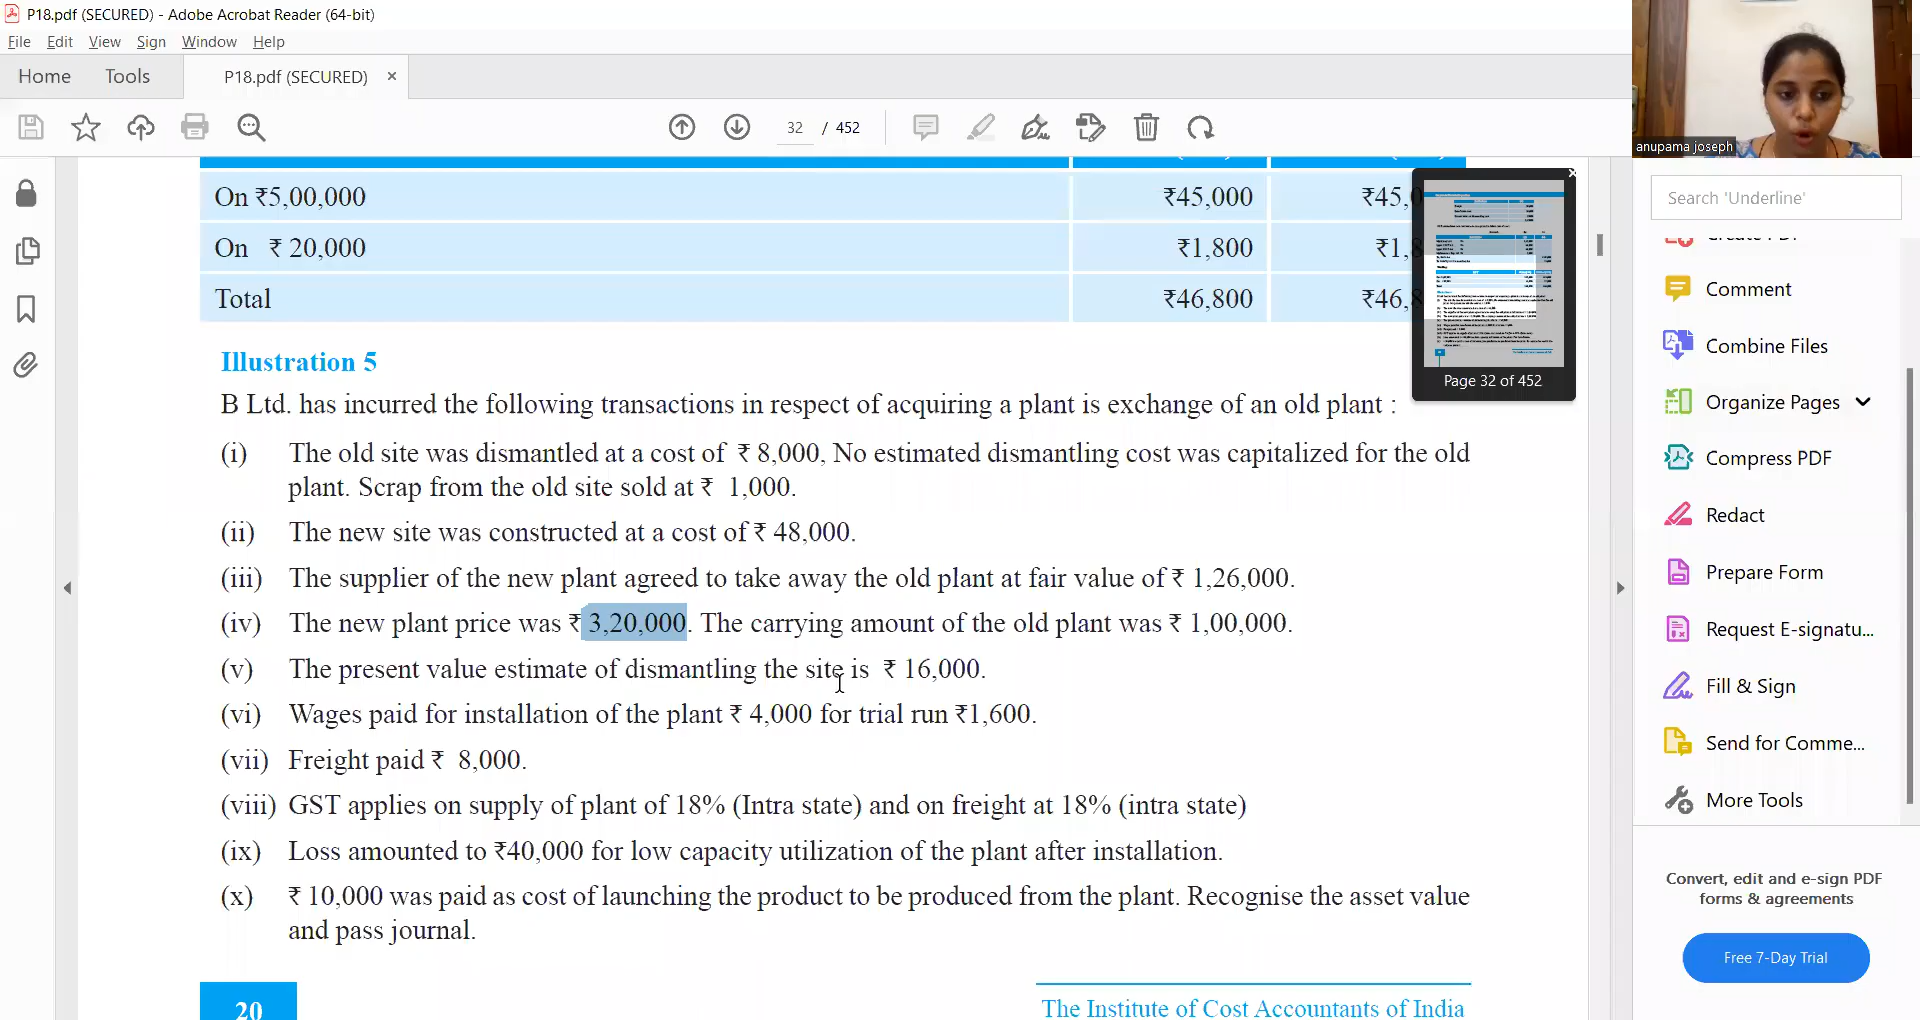 P18.pdf (SECURED) - Adobe Acrobat Reader (64-bit)
File Edit View Sign Window Help
Home Tools P18.pdf (SECURED) ×
32 / 452
anupama joseph
On ₹5,00,000 ₹45,000 ₹45,0
On ₹ 20,000 ₹1,800 ₹1,8
Total ₹46,800 ₹46,8
Page 32 of 452
Illustration 5
B Ltd. has incurred the following transactions in respect of acquiring a plant is exchange of an old plant :
(i) The old site was dismantled at a cost of ₹ 8,000, No estimated dismantling cost was capitalized for the old
plant. Scrap from the old site sold at ₹ 1,000.
(ii) The new site was constructed at a cost of ₹ 48,000.
(iii) The supplier of the new plant agreed to take away the old plant at fair value of ₹ 1,26,000.
(iv) The new plant price was ₹ 3,20,000. The carrying amount of the old plant was ₹ 1,00,000.
(v) The present value estimate of dismantling the site is ₹ 16,000.
(vi) Wages paid for installation of the plant ₹ 4,000 for trial run ₹1,600.
(vii) Freight paid ₹ 8,000.
(viii) GST applies on supply of plant of 18% (Intra state) and on freight at 18% (intra state)
(ix) Loss amounted to ₹40,000 for low capacity utilization of the plant after installation.
(x) ₹ 10,000 was paid as cost of launching the product to be produced from the plant. Recognise the asset value
and pass journal.
20
The Institute of Cost Accountants of India
Search 'Underline'
Comment
Combine Files
Organize Pages
Compress PDF
Redact
Prepare Form
Request E-signatu...
Fill & Sign
Send for Comme...
More Tools
Convert, edit and e-sign PDF
forms & agreements
Free 7-Day Trial